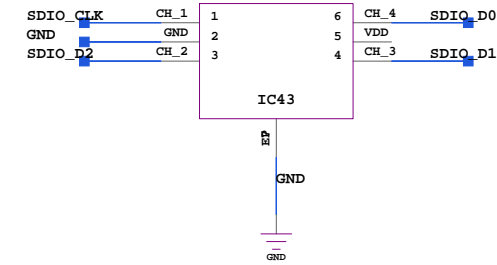 SDIO_CLK CH_1 1 6 CH_4 SDIO_D0
GND GND 2 5 VDD
SDIO_D2 CH_2 3 4 CH_3 SDIO_D1
IC43
EP
GND
GND